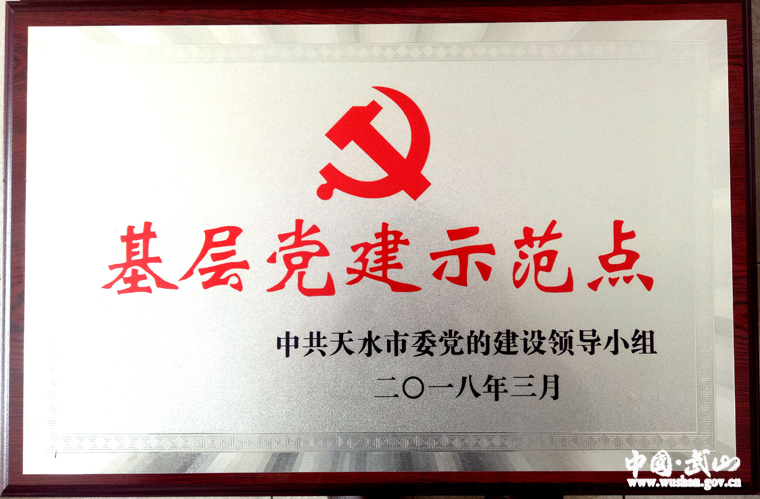 基层党建示范点
中共天水市委党的建设领导小组
二〇一八年三月
中国·武山
www.wushan.gov.cn